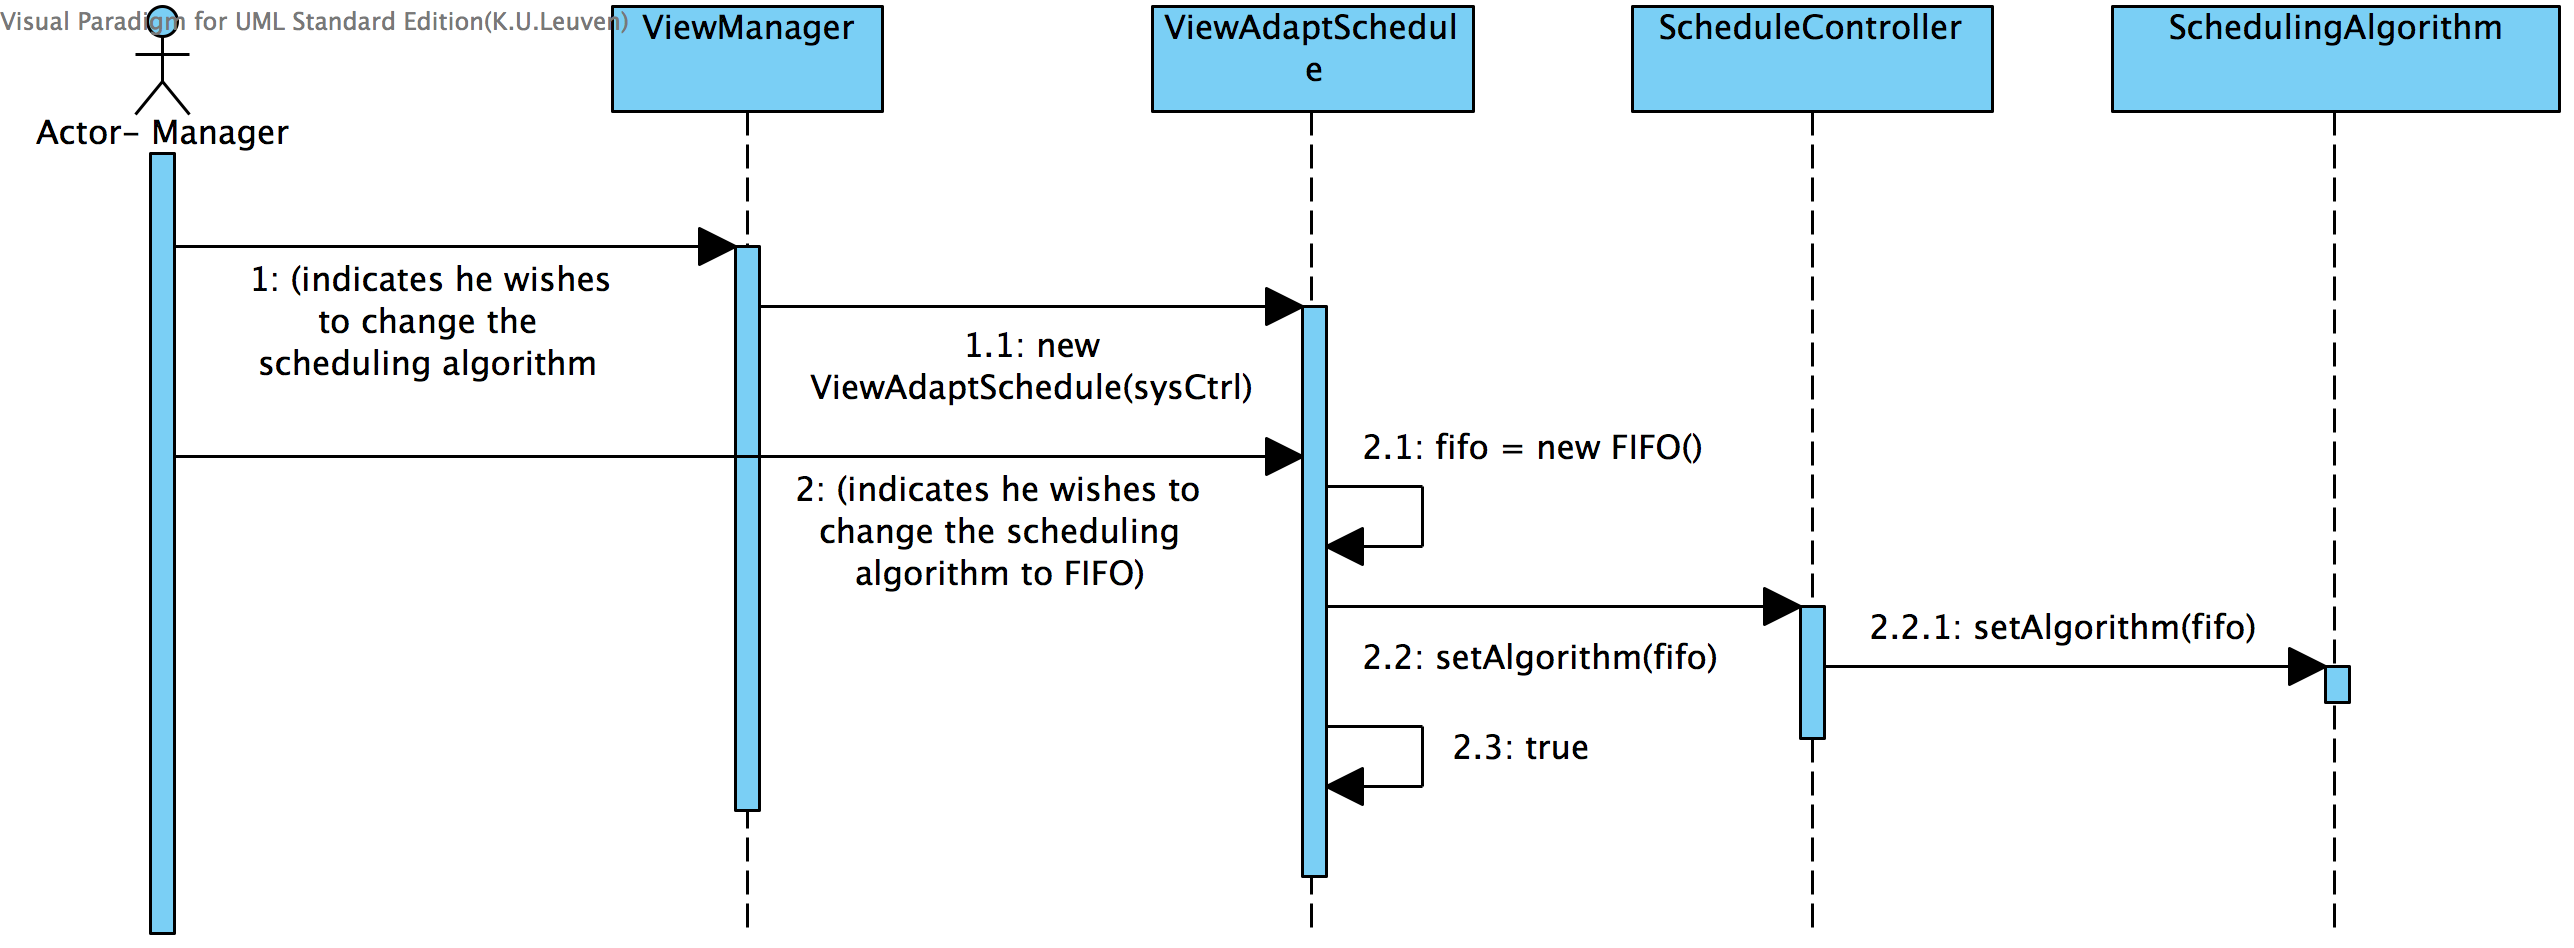 Visual Paradigm for UML Standard Edition(K.U.Leuven)
ViewManager
ViewAdaptSchedul
e
ScheduleController
SchedulingAlgorithm
Actor- Manager
1: (indicates he wishes
to change the
scheduling algorithm
1.1: new
ViewAdaptSchedule(sysCtrl)
2: (indicates he wishes to
change the scheduling
algorithm to FIFO)
2.1: fifo = new FIFO()
2.2: setAlgorithm(fifo)
2.2.1: setAlgorithm(fifo)
2.3: true